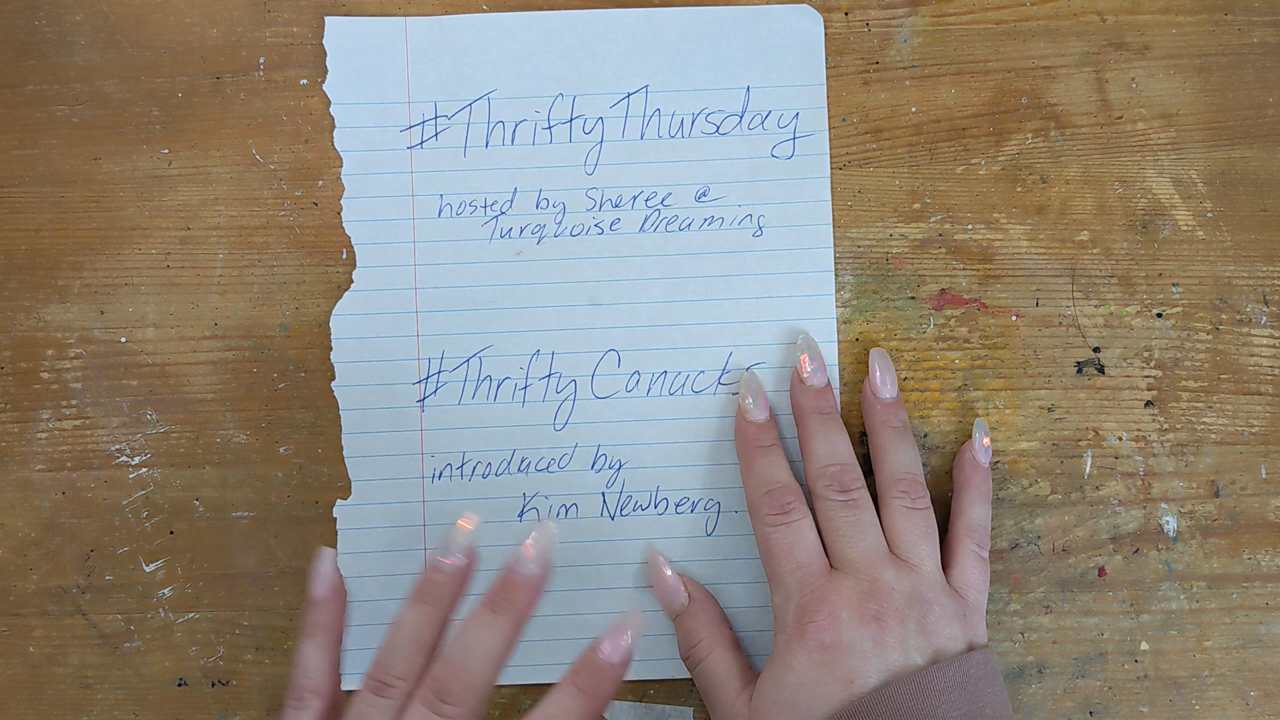 #ThriftyThursday
hosted by Sheree @
Turquoise Dreaming
#ThriftyCanucks
introduced by
Kim Newberg.